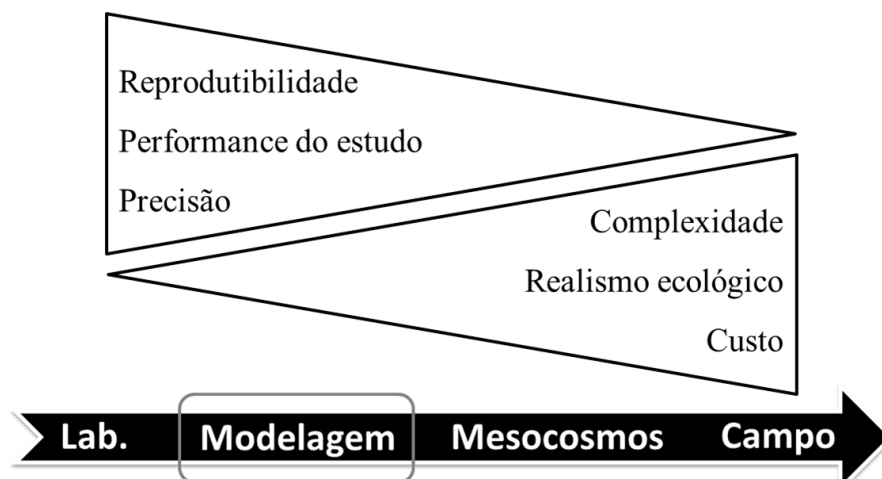 Reprodutibilidade
Performance do estudo
Precisão
Complexidade
Realismo ecológico
Custo
Lab. Modelagem Mesocosmos Campo